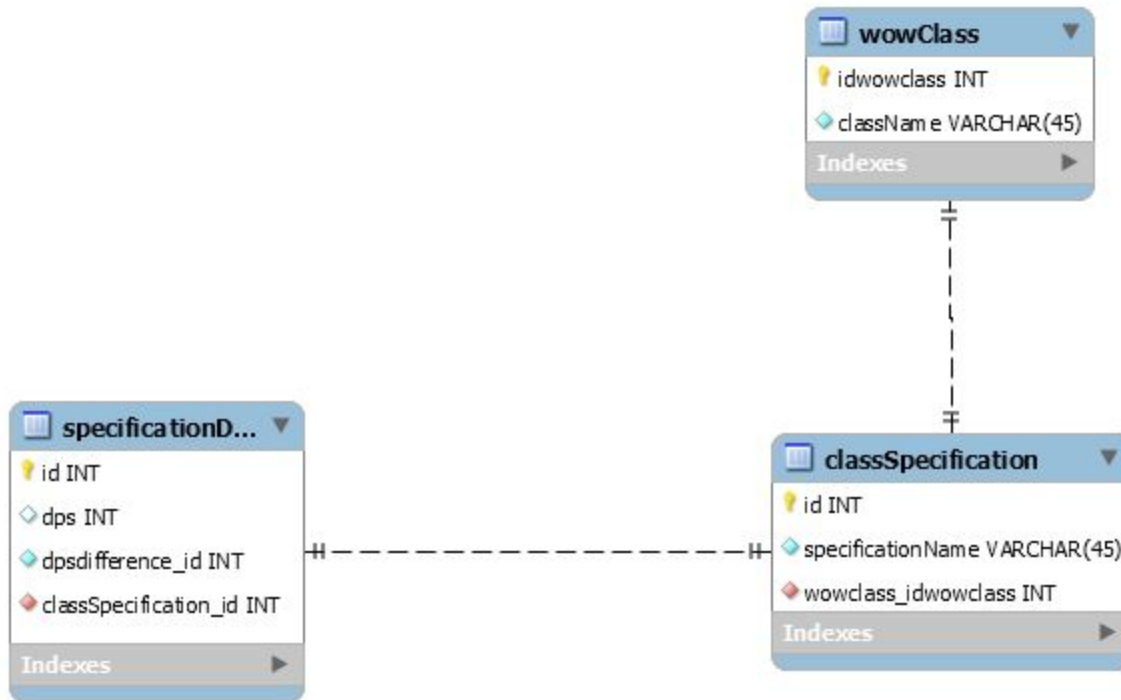 wowClass
idwowclass INT
className VARCHAR(45)
Indexes
specificationD...
id INT
dps INT
dpsdifference_id INT
classSpecification_id INT
Indexes
classSpecification
id INT
specificationName VARCHAR(45)
wowclass_idwowclass INT
Indexes